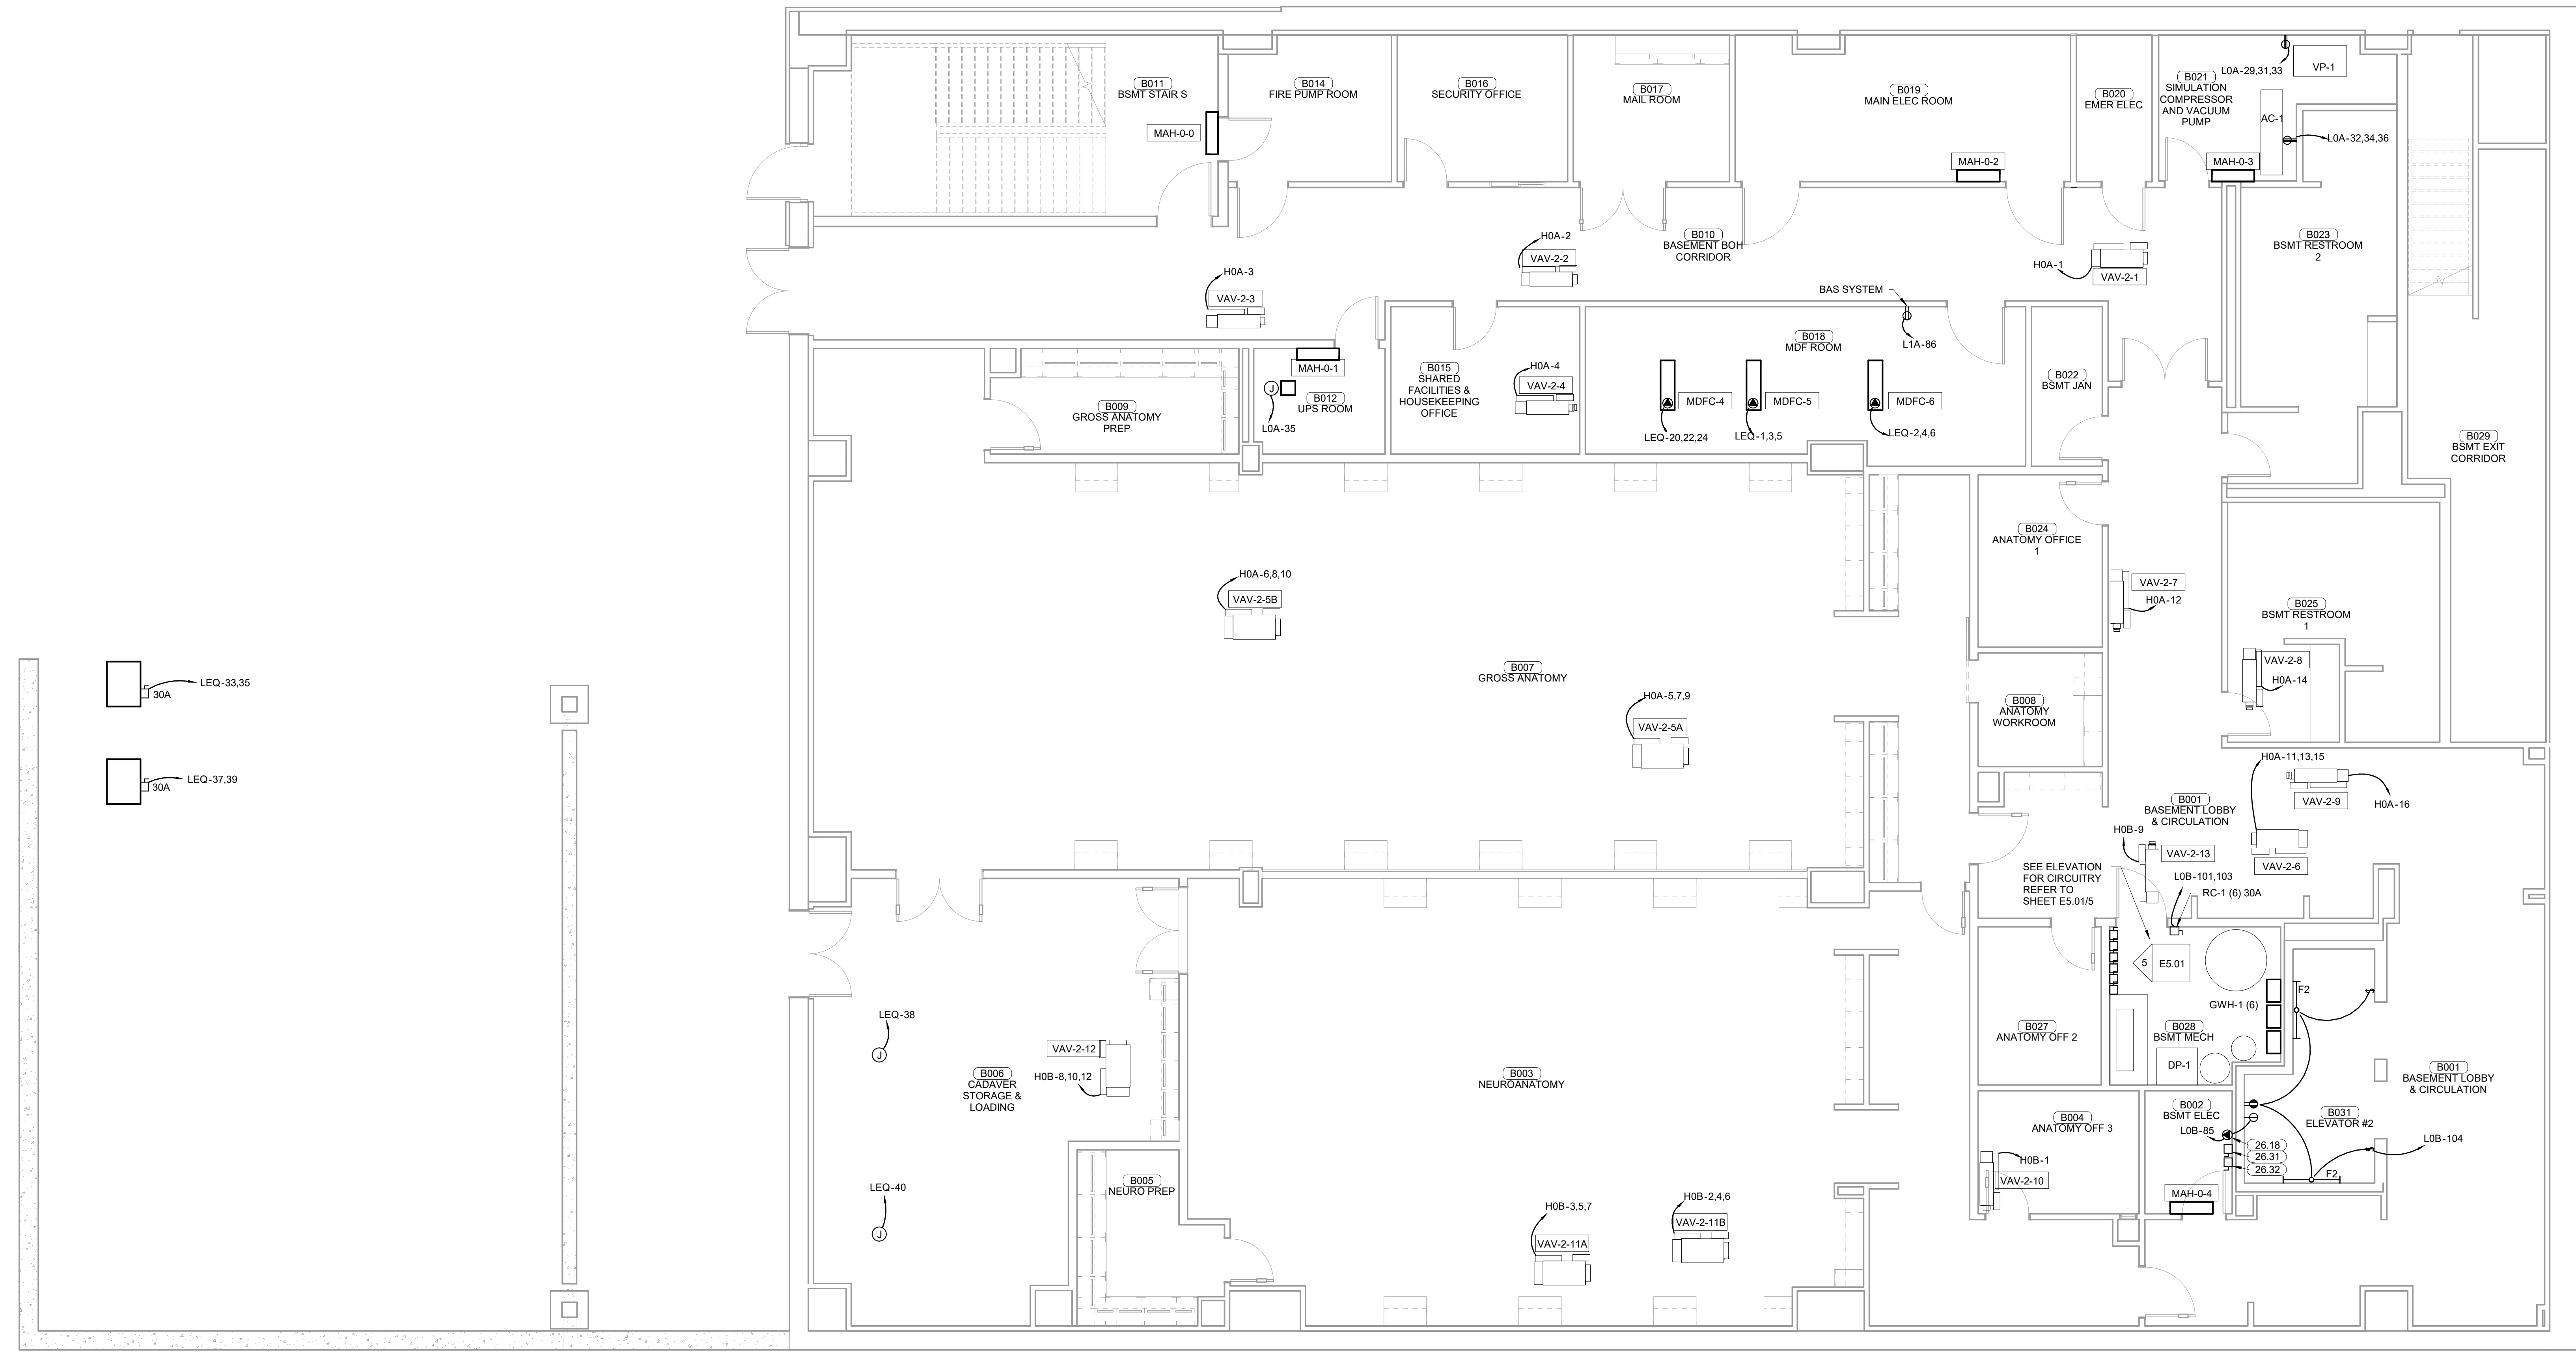 B011
BSMT STAIR S
MAH-0-0
B014
FIRE PUMP ROOM
B016
SECURITY OFFICE
B017
MAIL ROOM
B019
MAIN ELEC ROOM
MAH-0-2
B020
EMER ELEC
B021
SIMULATION
COMPRESSOR
AND VACUUM
PUMP
L0A-29,31,33
VP-1
AC-1
L0A-32,34,36
MAH-0-3
B023
BSMT RESTROOM
2
B010
BASEMENT BOH
CORRIDOR
H0A-2
VAV-2-2
H0A-3
VAV-2-3
H0A-1
VAV-2-1
BAS SYSTEM
L1A-86
B018
MDF ROOM
MDFC-4
MDFC-5
MDFC-6
LEQ-20,22,24
LEQ-1,3,5
LEQ-2,4,6
B022
BSMT JAN
B009
GROSS ANATOMY
PREP
MAH-0-1
J
B012
UPS ROOM
L0A-35
B015
SHARED
FACILITIES &
HOUSEKEEPING
OFFICE
H0A-4
VAV-2-4
B029
BSMT EXIT
CORRIDOR
B024
ANATOMY OFFICE
1
VAV-2-7
H0A-12
B025
BSMT RESTROOM
1
VAV-2-8
H0A-14
H0A-6,8,10
VAV-2-5B
B007
GROSS ANATOMY
H0A-5,7,9
VAV-2-5A
B008
ANATOMY
WORKROOM
LEQ-33,35
30A
LEQ-37,39
30A
H0A-11,13,15
VAV-2-9
H0A-16
B001
BASEMENT LOBBY
& CIRCULATION
H0B-9
VAV-2-13
VAV-2-6
SEE ELEVATION
FOR CIRCUITRY
REFER TO
SHEET E5.01/5
L0B-101,103
RC-1 (6) 30A
5
E5.01
GWH-1 (6)
F2
B027
ANATOMY OFF 2
B028
BSMT MECH
DP-1
LEQ-38
J
VAV-2-12
H0B-8,10,12
B006
CADAVER
STORAGE &
LOADING
B003
NEUROANATOMY
B001
BASEMENT LOBBY
& CIRCULATION
B004
ANATOMY OFF 3
B002
BSMT ELEC
L0B-85
26.18
26.31
26.32
B031
ELEVATOR #2
L0B-104
F2
H0B-1
VAV-2-10
MAH-0-4
LEQ-40
J
B005
NEURO PREP
H0B-3,5,7
VAV-2-11A
H0B-2,4,6
VAV-2-11B